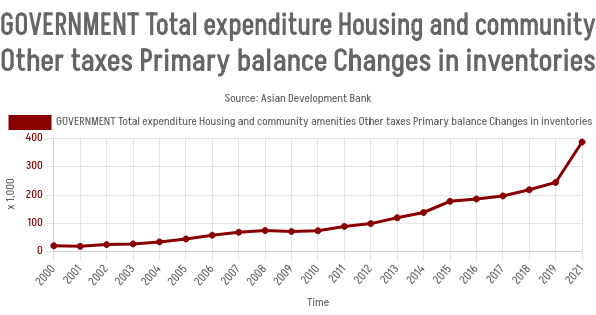 GOVERNMENT Total expenditure Housing and community
Other taxes Primary balance Changes in inventories
Source: Asian Development Bank
GOVERNMENT Total expenditure Housing and community amenities Other taxes Primary balance Changes in inventories
400
300
200
100
0
x 1,000
2000 2001 2002 2003 2004 2005 2006 2007 2008 2009 2010 2011 2012 2013 2014 2015 2016 2017 2018 2019 2021
Time